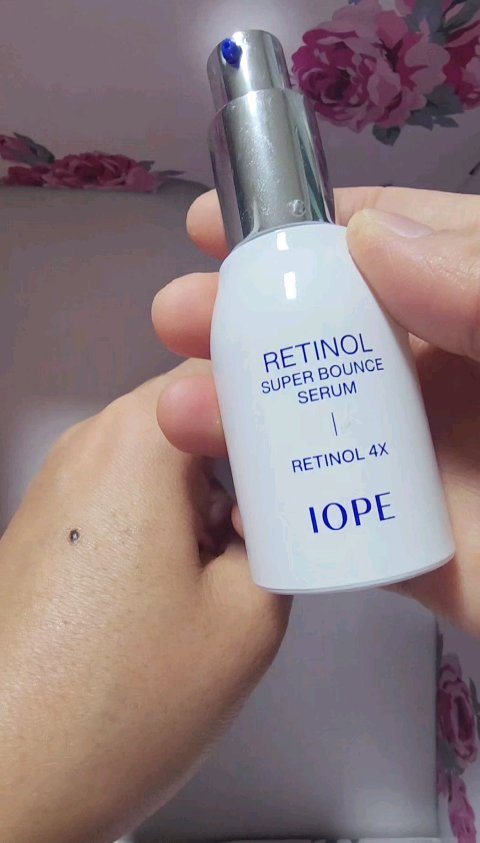 RETINOL
SUPER BOUNCE
SERUM
RETINOL 4X
IOPE